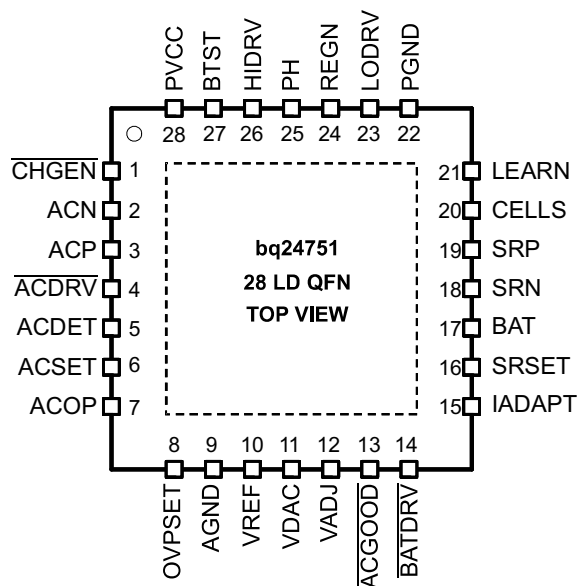 PVCC
BTST
HIDRV
PH
REGN
LODRV
PGND
28 27 26 25 24 23 22
CHGEN 1
ACN 2
ACP 3
ACDRV 4
ACDET 5
ACSET 6
ACOP 7
bq24751
28 LD QFN
TOP VIEW
21 LEARN
20 CELLS
19 SRP
18 SRN
17 BAT
16 SRSET
15 IADAPT
8 9 10 11 12 13 14
OVPSET
AGND
VREF
VDAC
VADJ
ACGOOD
BATDRV